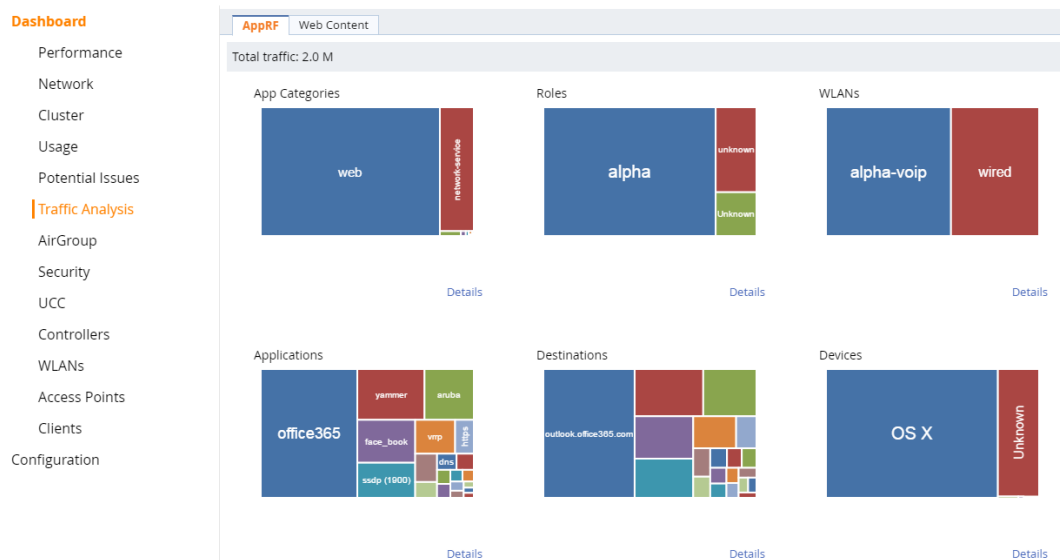 Dashboard
Performance
Network
Cluster
Usage
Potential Issues
Traffic Analysis
AirGroup
Security
UCC
Controllers
WLANs
Access Points
Clients
Configuration
AppRF
Web Content
Total traffic: 2.0 M
App Categories
web
network-service
Details
Roles
alpha
unknown
Unknown
Details
WLANs
alpha-voip
wired
Details
Applications
office365
yammer
aruba
face_book
vrrp
https
dns
ssdp (1900)
Details
Destinations
outlook.office365.com
Details
Devices
OS X
Unknown
Details